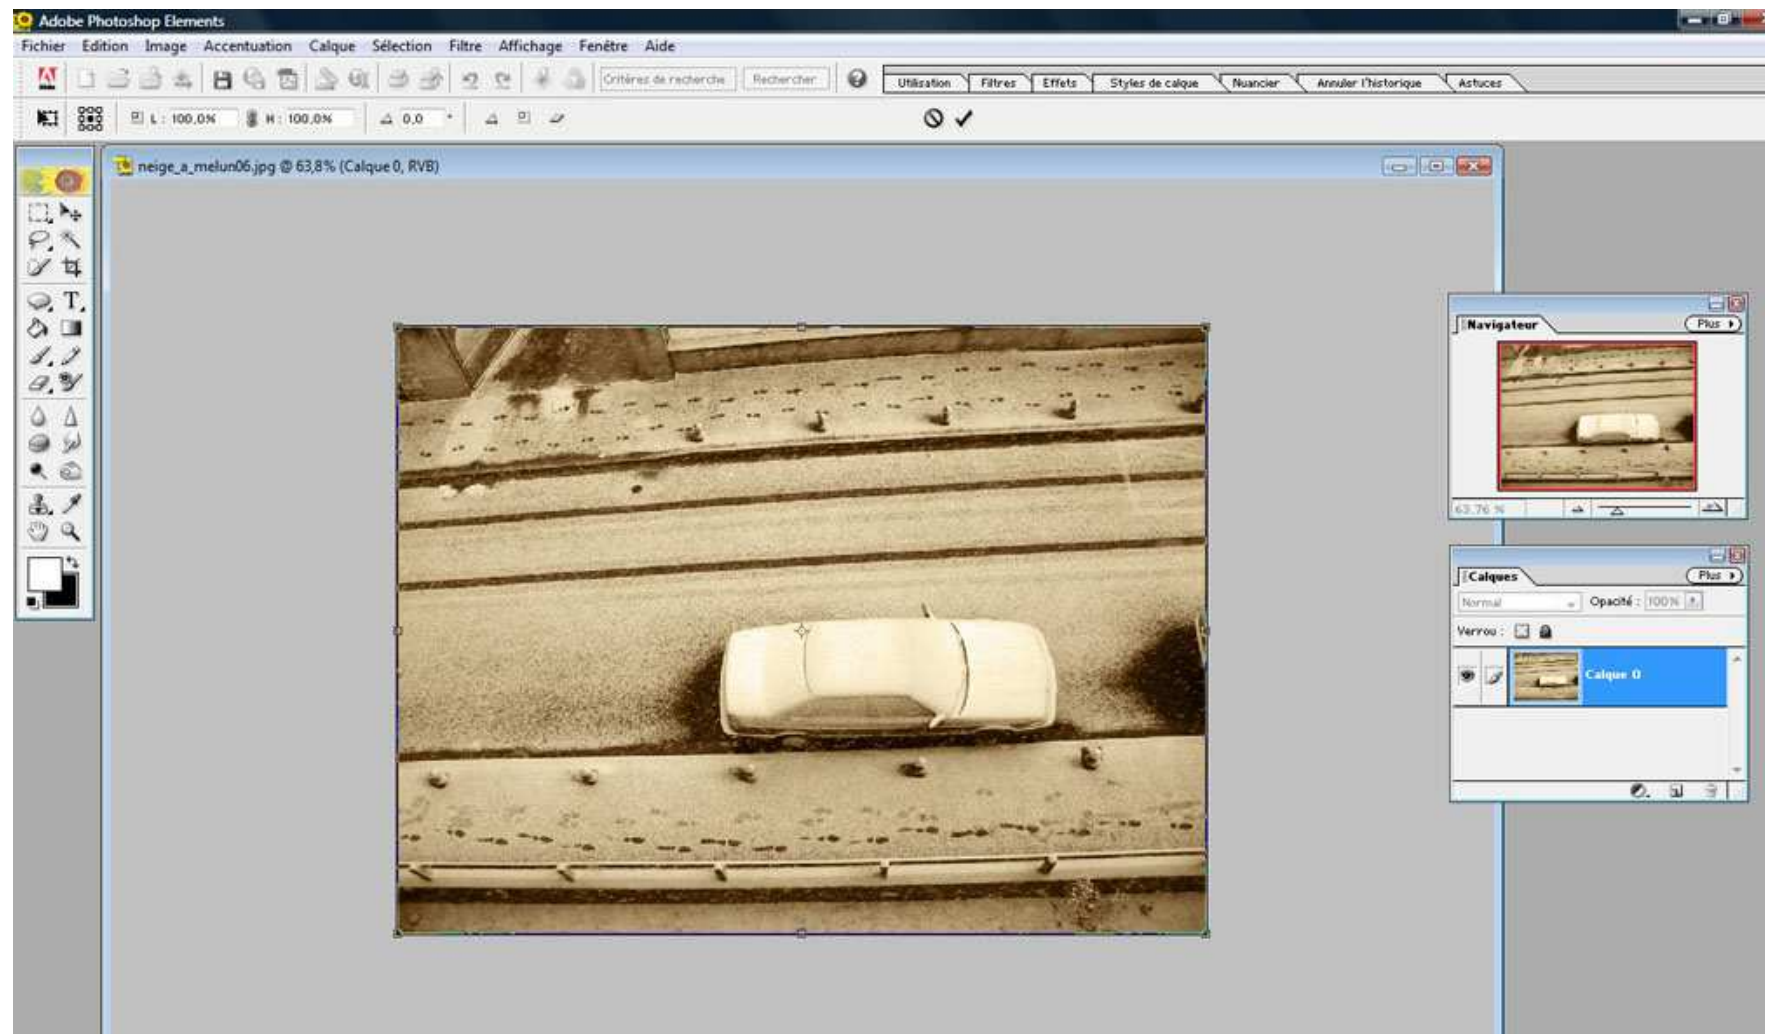 Adobe Photoshop Elements
Fichier Edition Image Accentuation Calque Sélection Filtre Affichage Fenêtre Aide
Critères de recherche Rechercher Utilisation Filtres Effets Styles de calque Nuancier Annuler l'historique Astuces
L : 100,0% H : 100,0% 0,0 °
neige_a_melun06.jpg @ 63,8% (Calque 0, RVB)
Navigateur Plus
63,76 %
Calques Plus
Normal Opacité : 100%
Verrou :
Calque 0